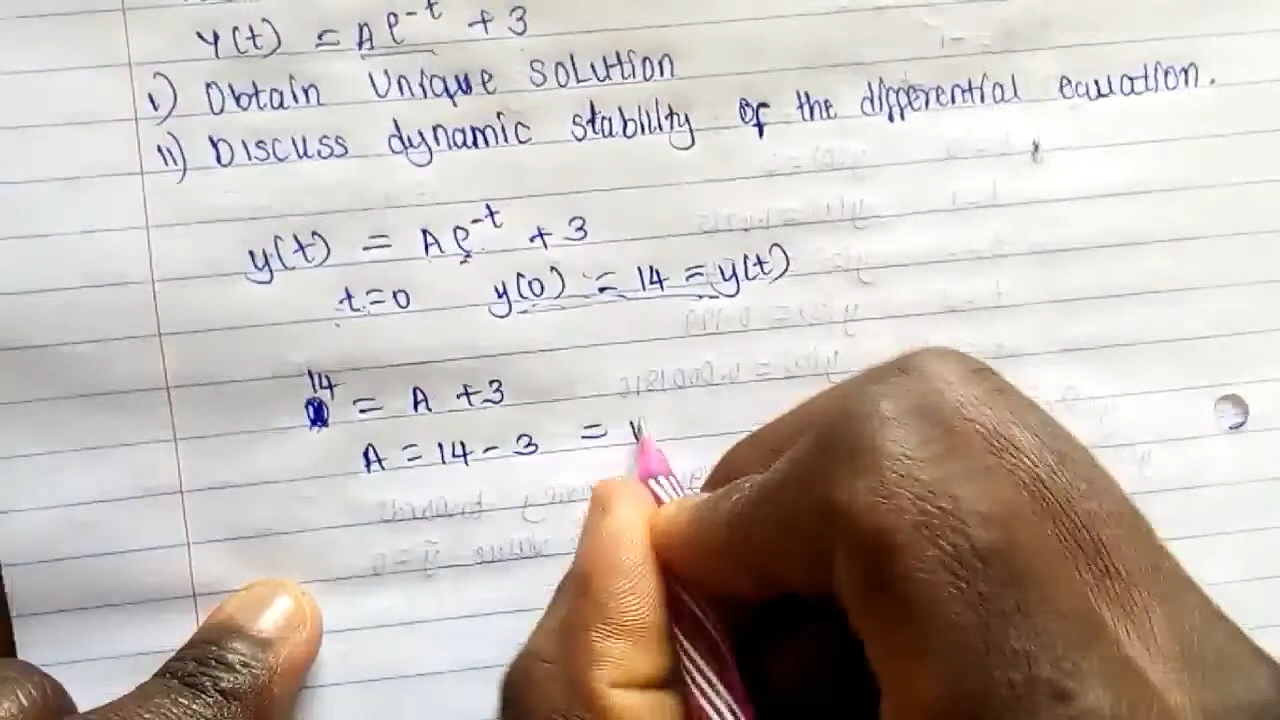 y(t) = Ae^-t + 3
i) Obtain Unique Solution
ii) Discuss dynamic stability of the differential equation.
y(t) = Ae^-t + 3
t=0 y(0) = 14 = y(t)
14 = A + 3
A = 14 - 3 =